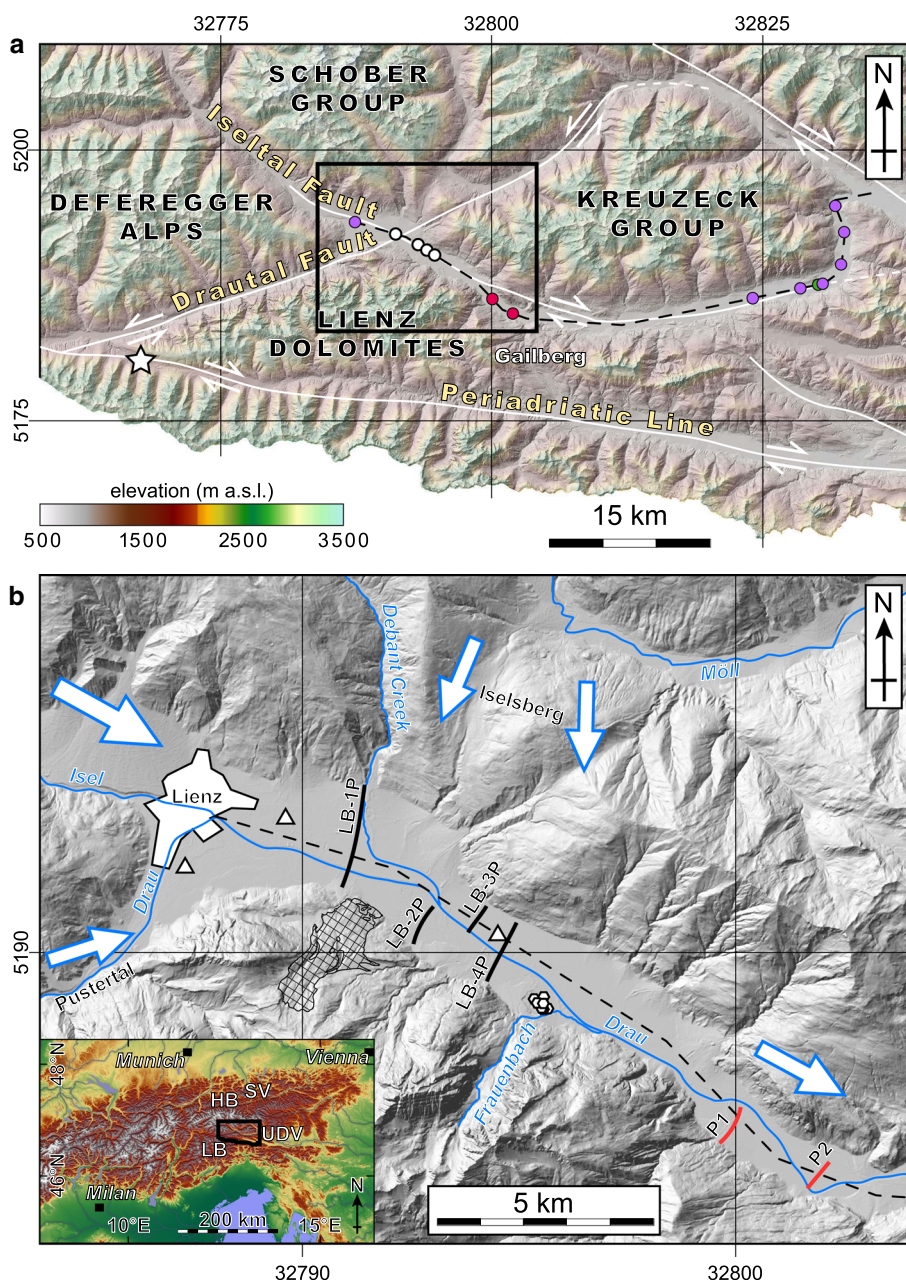 32775
32800
32825
a
SCHOBER
GROUP
N
Iseltal Fault
5200
DEFEREGGER
ALPS
KREUZECK
GROUP
Drautal Fault
LIENZ
DOLOMITES
Gailberg
Periadriatic Line
5175
elevation (m a.s.l.)
500
1500
2500
3500
15 km
b
N
Debant Creek
Möll
Iselsberg
Isel
Lienz
LB-1P
Drau
LB-2P
LB-3P
LB-4P
5190
Pustertal
Drau
Frauenbach
P1
P2
48°N
Munich
Vienna
SV
HB
UDV
LB
46°N
Milan
N
10°E
200 km
15°E
5 km
32790
32800